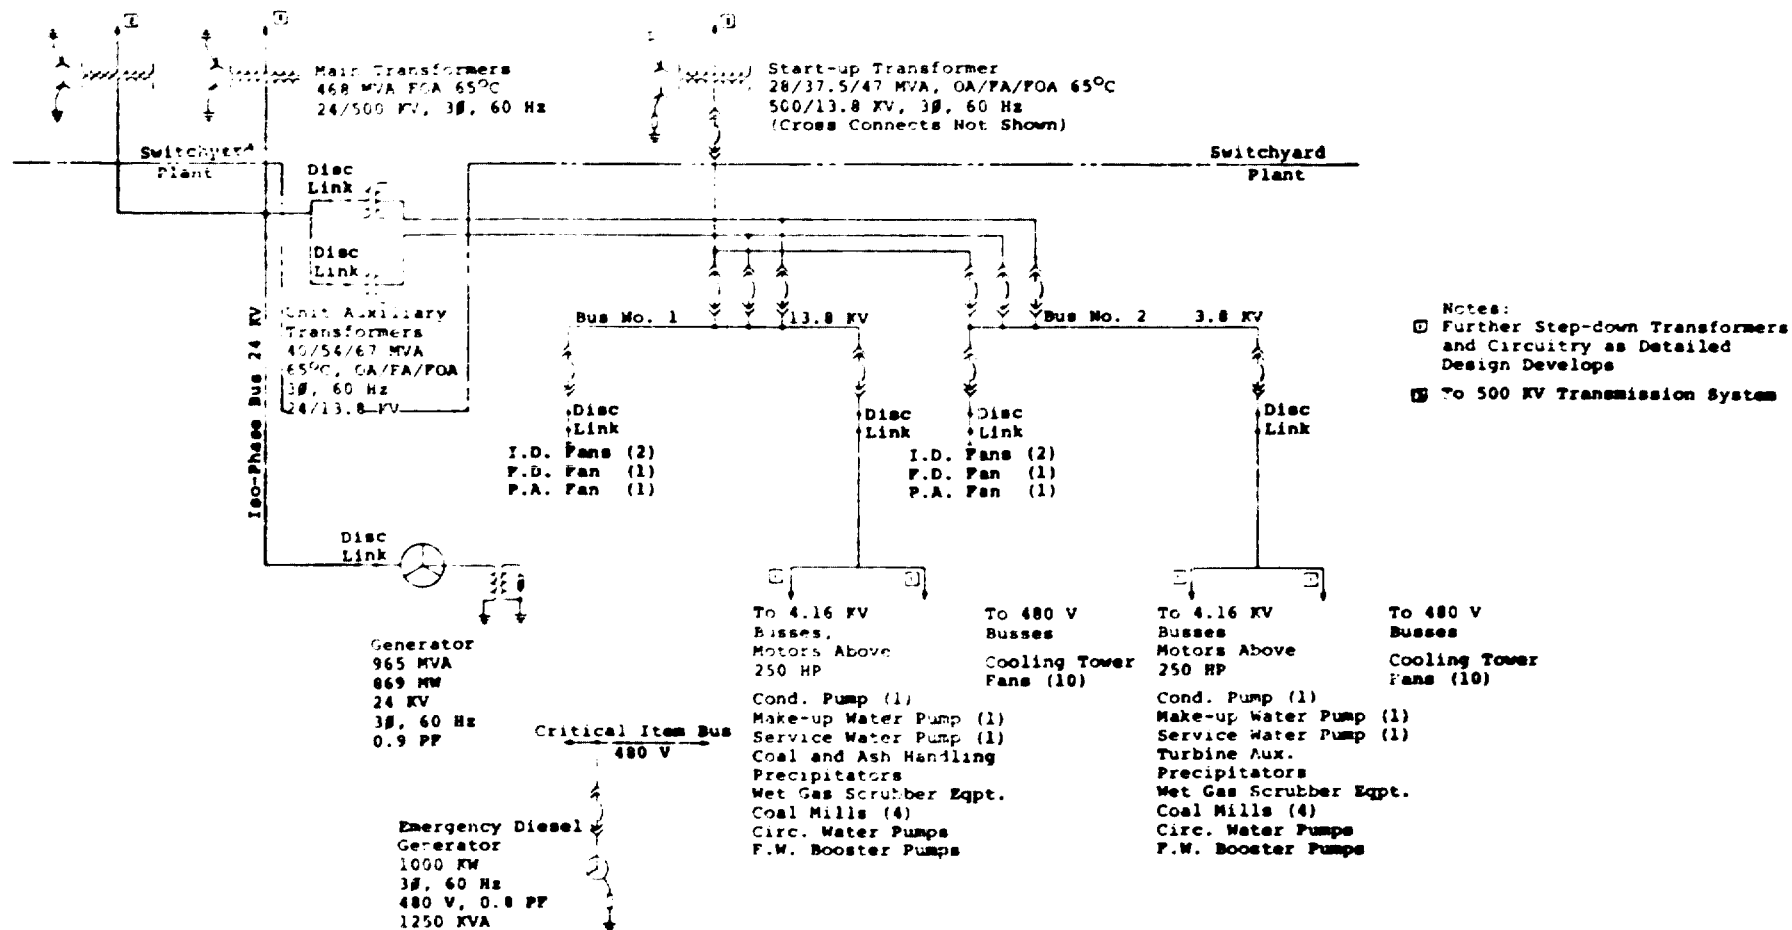 Main Transformers
468 MVA FOA 65°C
24/500 KV, 3Ø, 60 Hz
Start-up Transformer
28/37.5/47 MVA, OA/FA/FOA 65°C
500/13.8 KV, 3Ø, 60 Hz
(Cross Connects Not Shown)
Switchyard
Plant
Switchyard
Plant
Disc
Link
Disc
Link
Unit Auxiliary
Transformers
40/54/67 MVA
65°C, OA/FA/FOA
3Ø, 60 Hz
24/13.8 KV
Iso-Phase Bus 24 KV
Bus No. 1
13.8 KV
Bus No. 2
3.8 KV
Notes:
Further Step-down Transformers
and Circuitry as Detailed
Design Develops
To 500 KV Transmission System
Disc
Link
Disc
Link
Disc
Link
Disc
Link
I.D. Fans (2)
F.D. Fan (1)
P.A. Fan (1)
I.D. Fans (2)
F.D. Fan (1)
P.A. Fan (1)
Disc
Link
Generator
965 MVA
869 MW
24 KV
3Ø, 60 Hz
0.9 PF
Critical Item Bus
480 V
Emergency Diesel
Generator
1000 KW
3Ø, 60 Hz
480 V, 0.8 PF
1250 KVA
To 4.16 KV
Busses,
Motors Above
250 HP
Cond. Pump (1)
Make-up Water Pump (1)
Service Water Pump (1)
Coal and Ash Handling
Precipitators
Wet Gas Scrubber Eqpt.
Coal Mills (4)
Circ. Water Pumps
F.W. Booster Pumps
To 480 V
Busses
Cooling Tower
Fans (10)
To 4.16 KV
Busses
Motors Above
250 HP
Cond. Pump (1)
Make-up Water Pump (1)
Service Water Pump (1)
Turbine Aux.
Precipitators
Wet Gas Scrubber Eqpt.
Coal Mills (4)
Circ. Water Pumps
F.W. Booster Pumps
To 480 V
Busses
Cooling Tower
Fans (10)